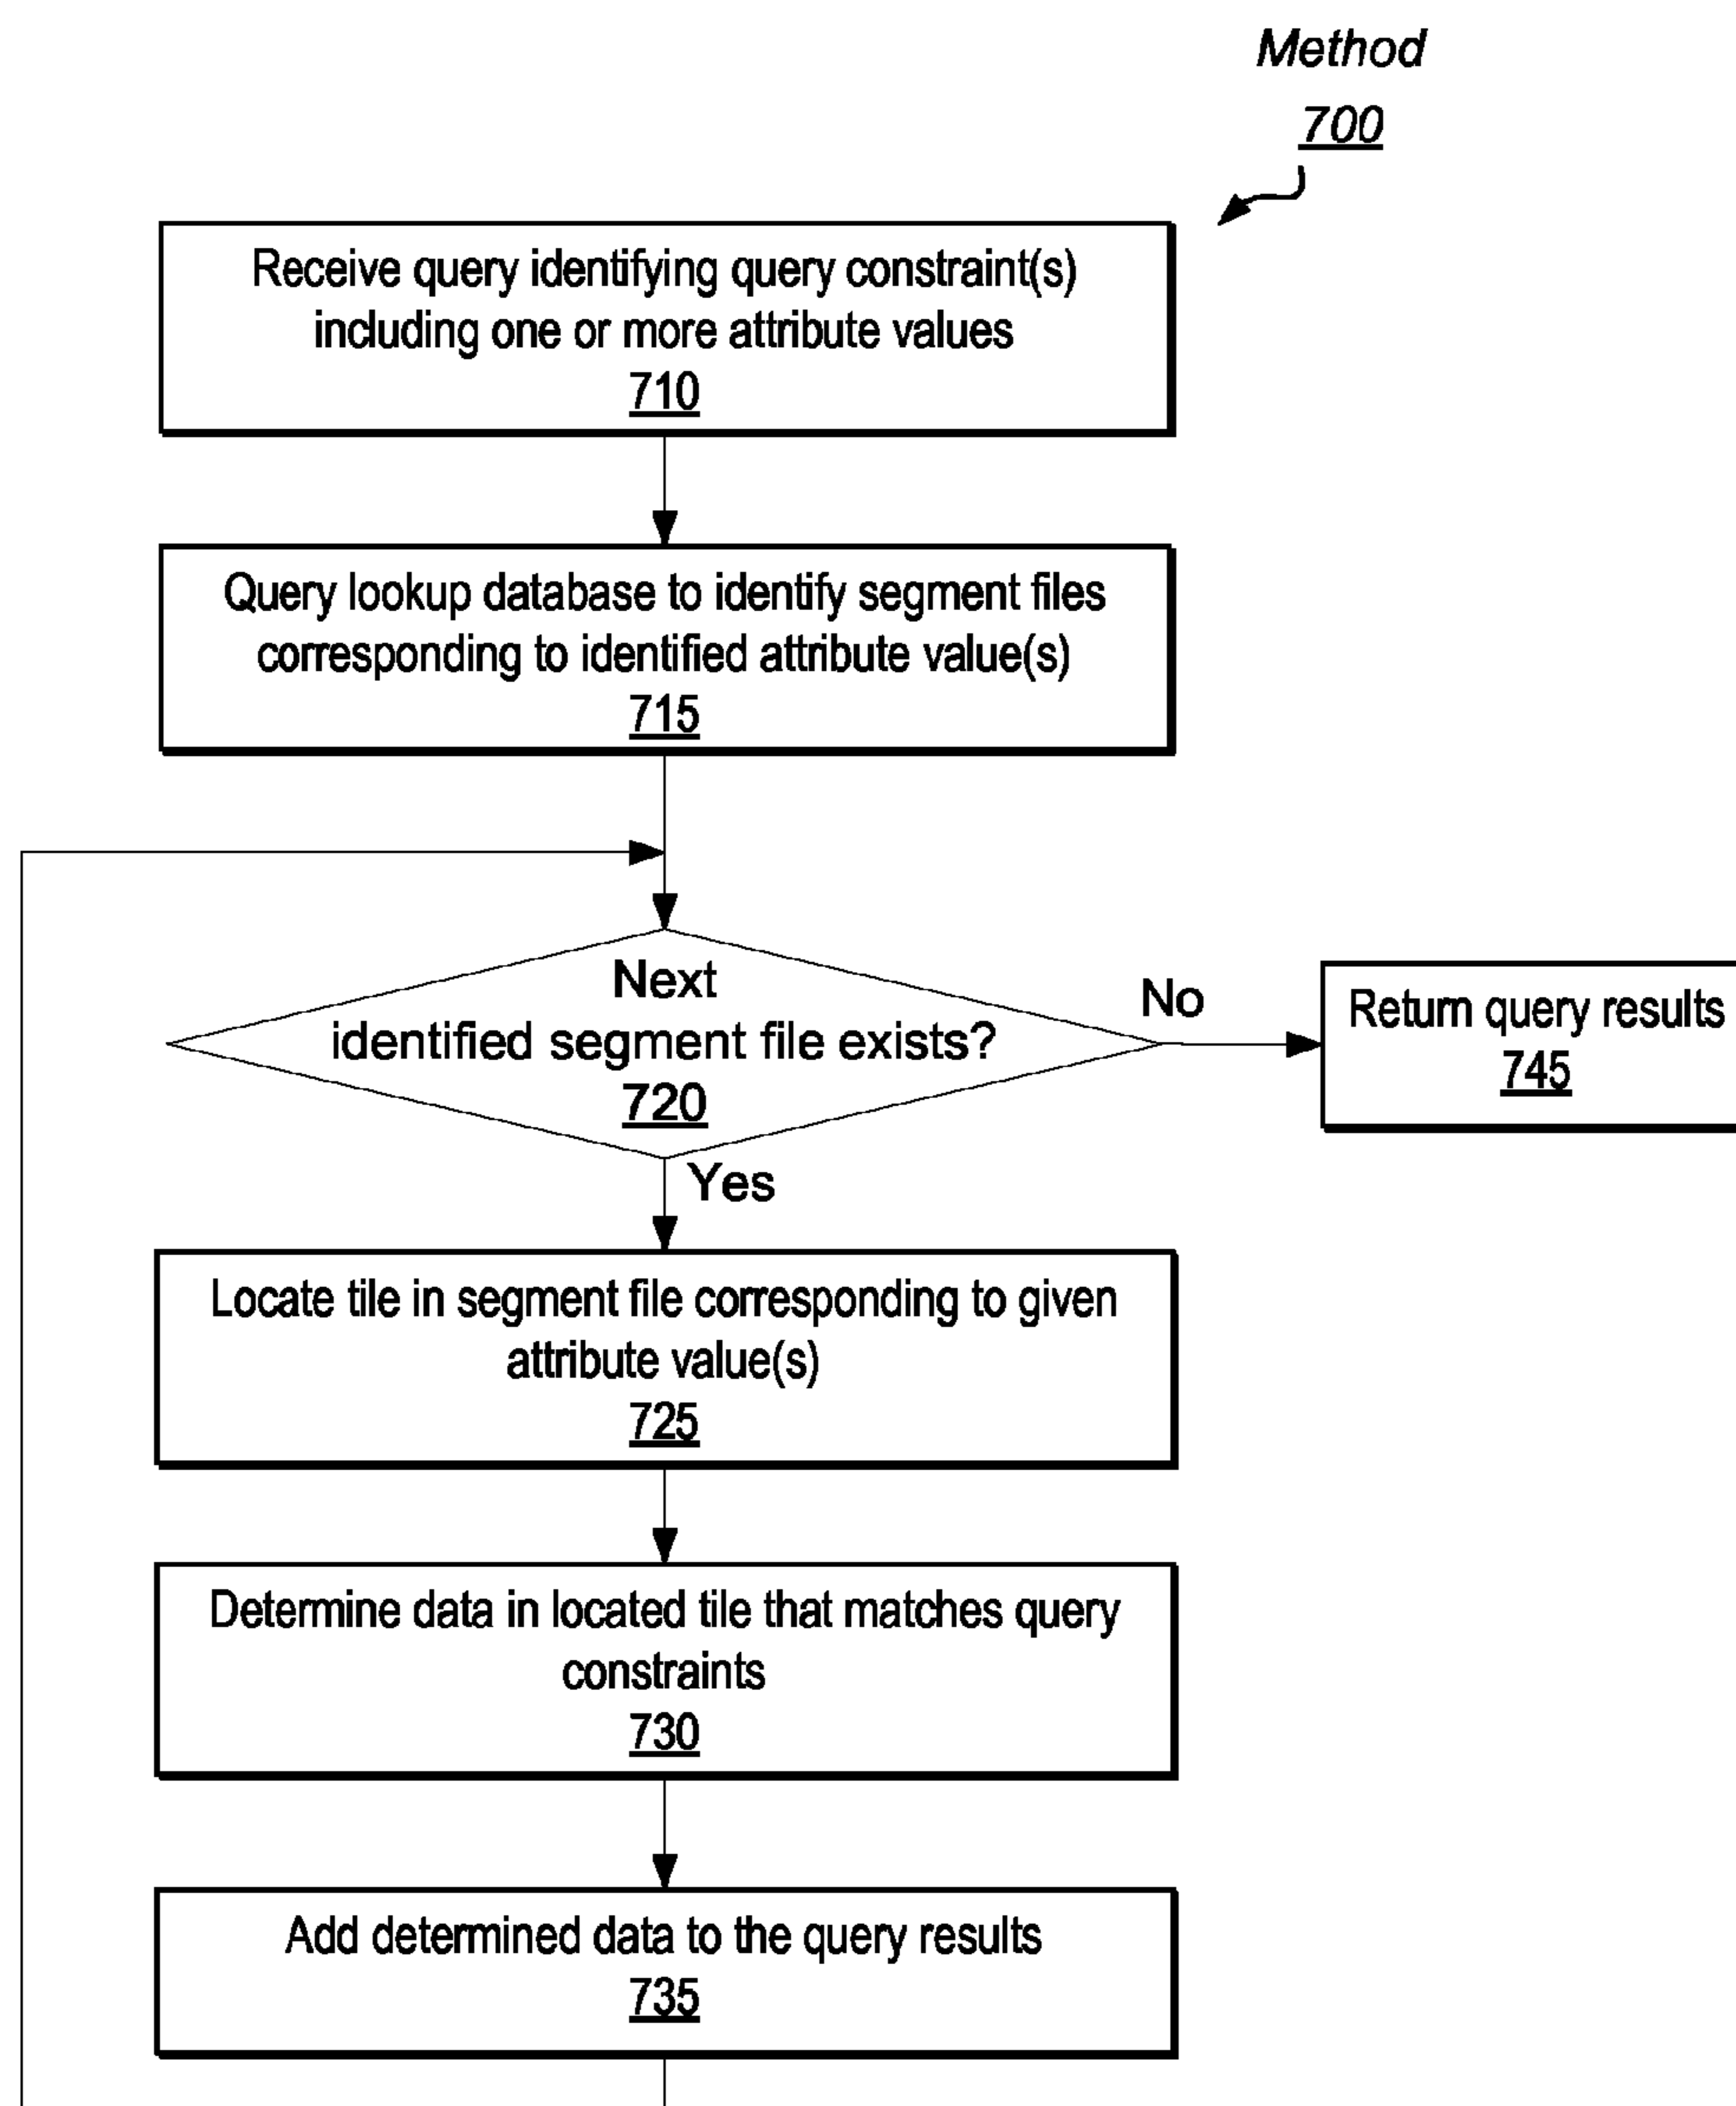 Method
700
Receive query identifying query constraint(s)
including one or more attribute values
710
Query lookup database to identify segment files
corresponding to identified attribute value(s)
715
Next
identified segment file exists?
720
No
Return query results
745
Yes
Locate tile in segment file corresponding to given
attribute value(s)
725
Determine data in located tile that matches query
constraints
730
Add determined data to the query results
735